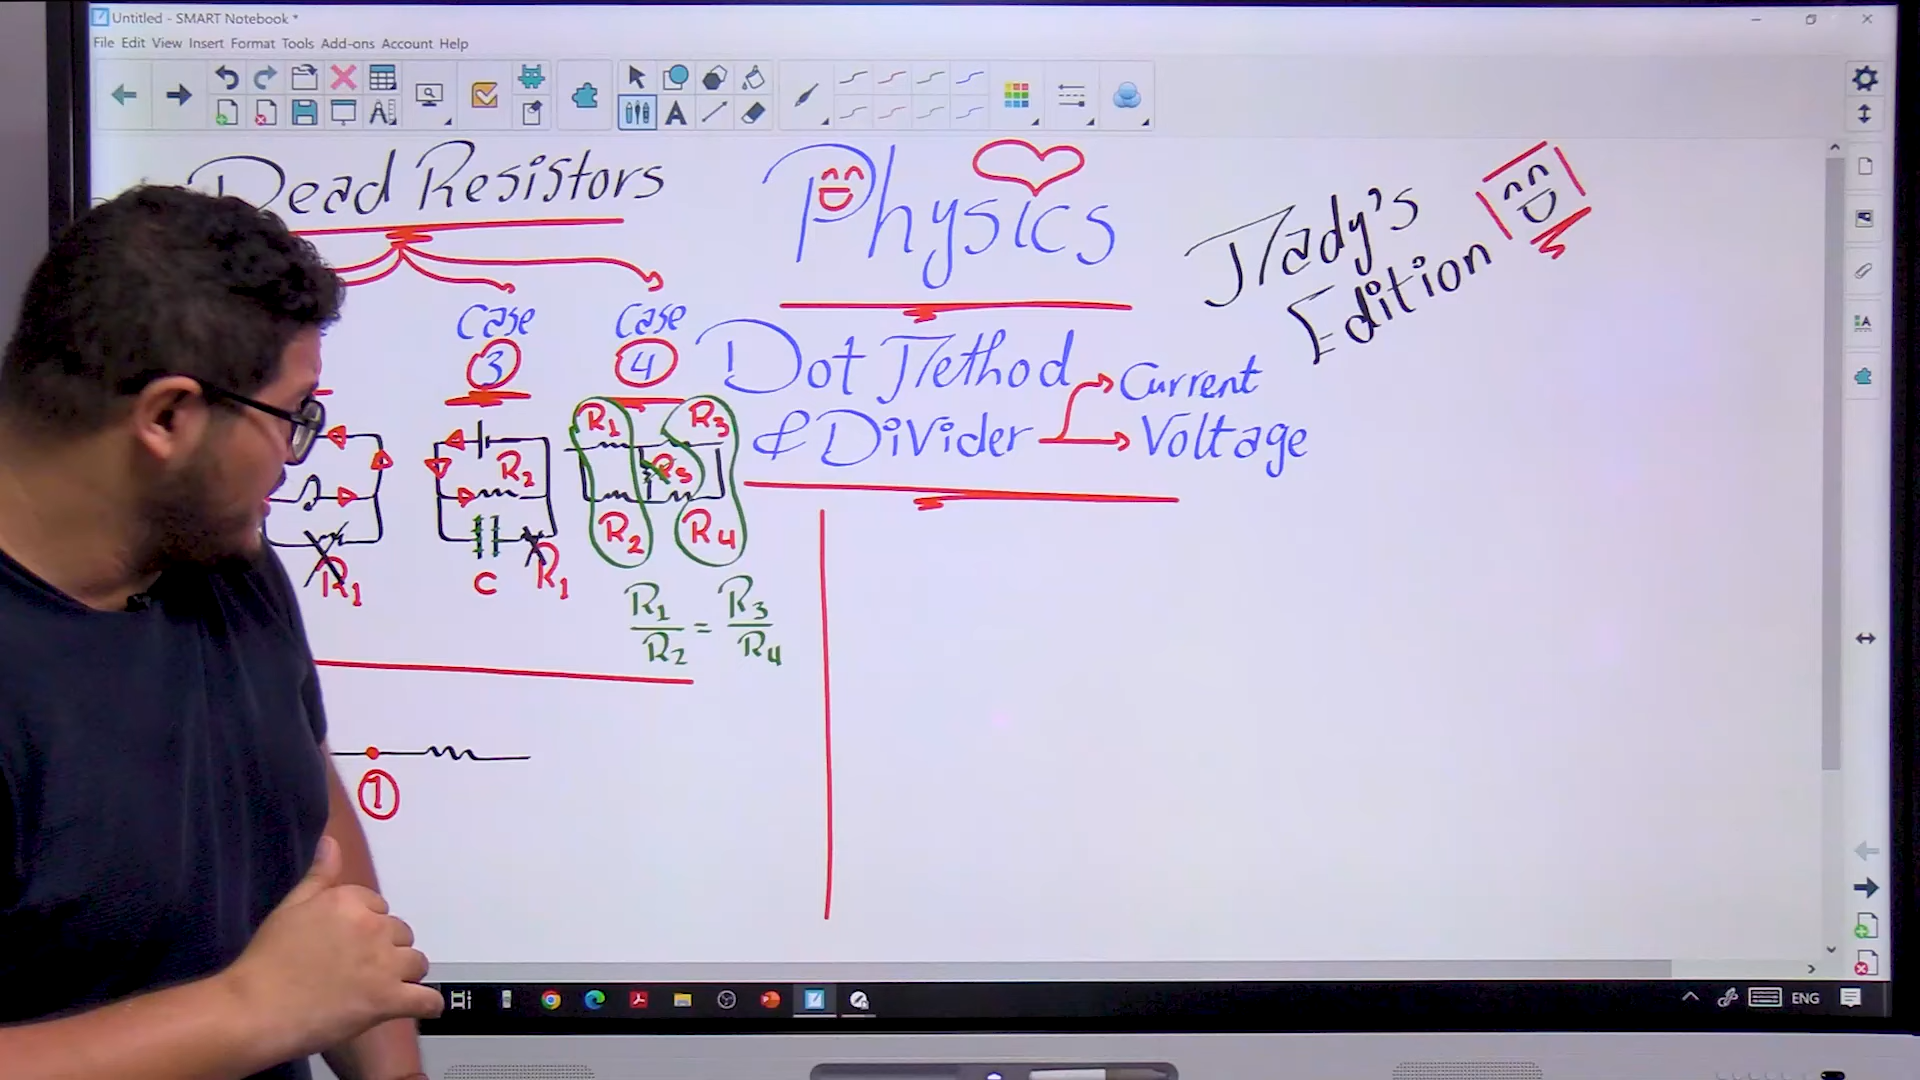 Untitled - SMART Notebook *
File Edit View Insert Format Tools Add-ons Account Help
Dead Resistors
Case
3
Case
4
R2
C
R1
R1
R1
R3
R5
R2
R4
R1/R2 = R3/R4
1
Physics
Dot Method
& Divider
Current
Voltage
Mady's
Edition
ENG